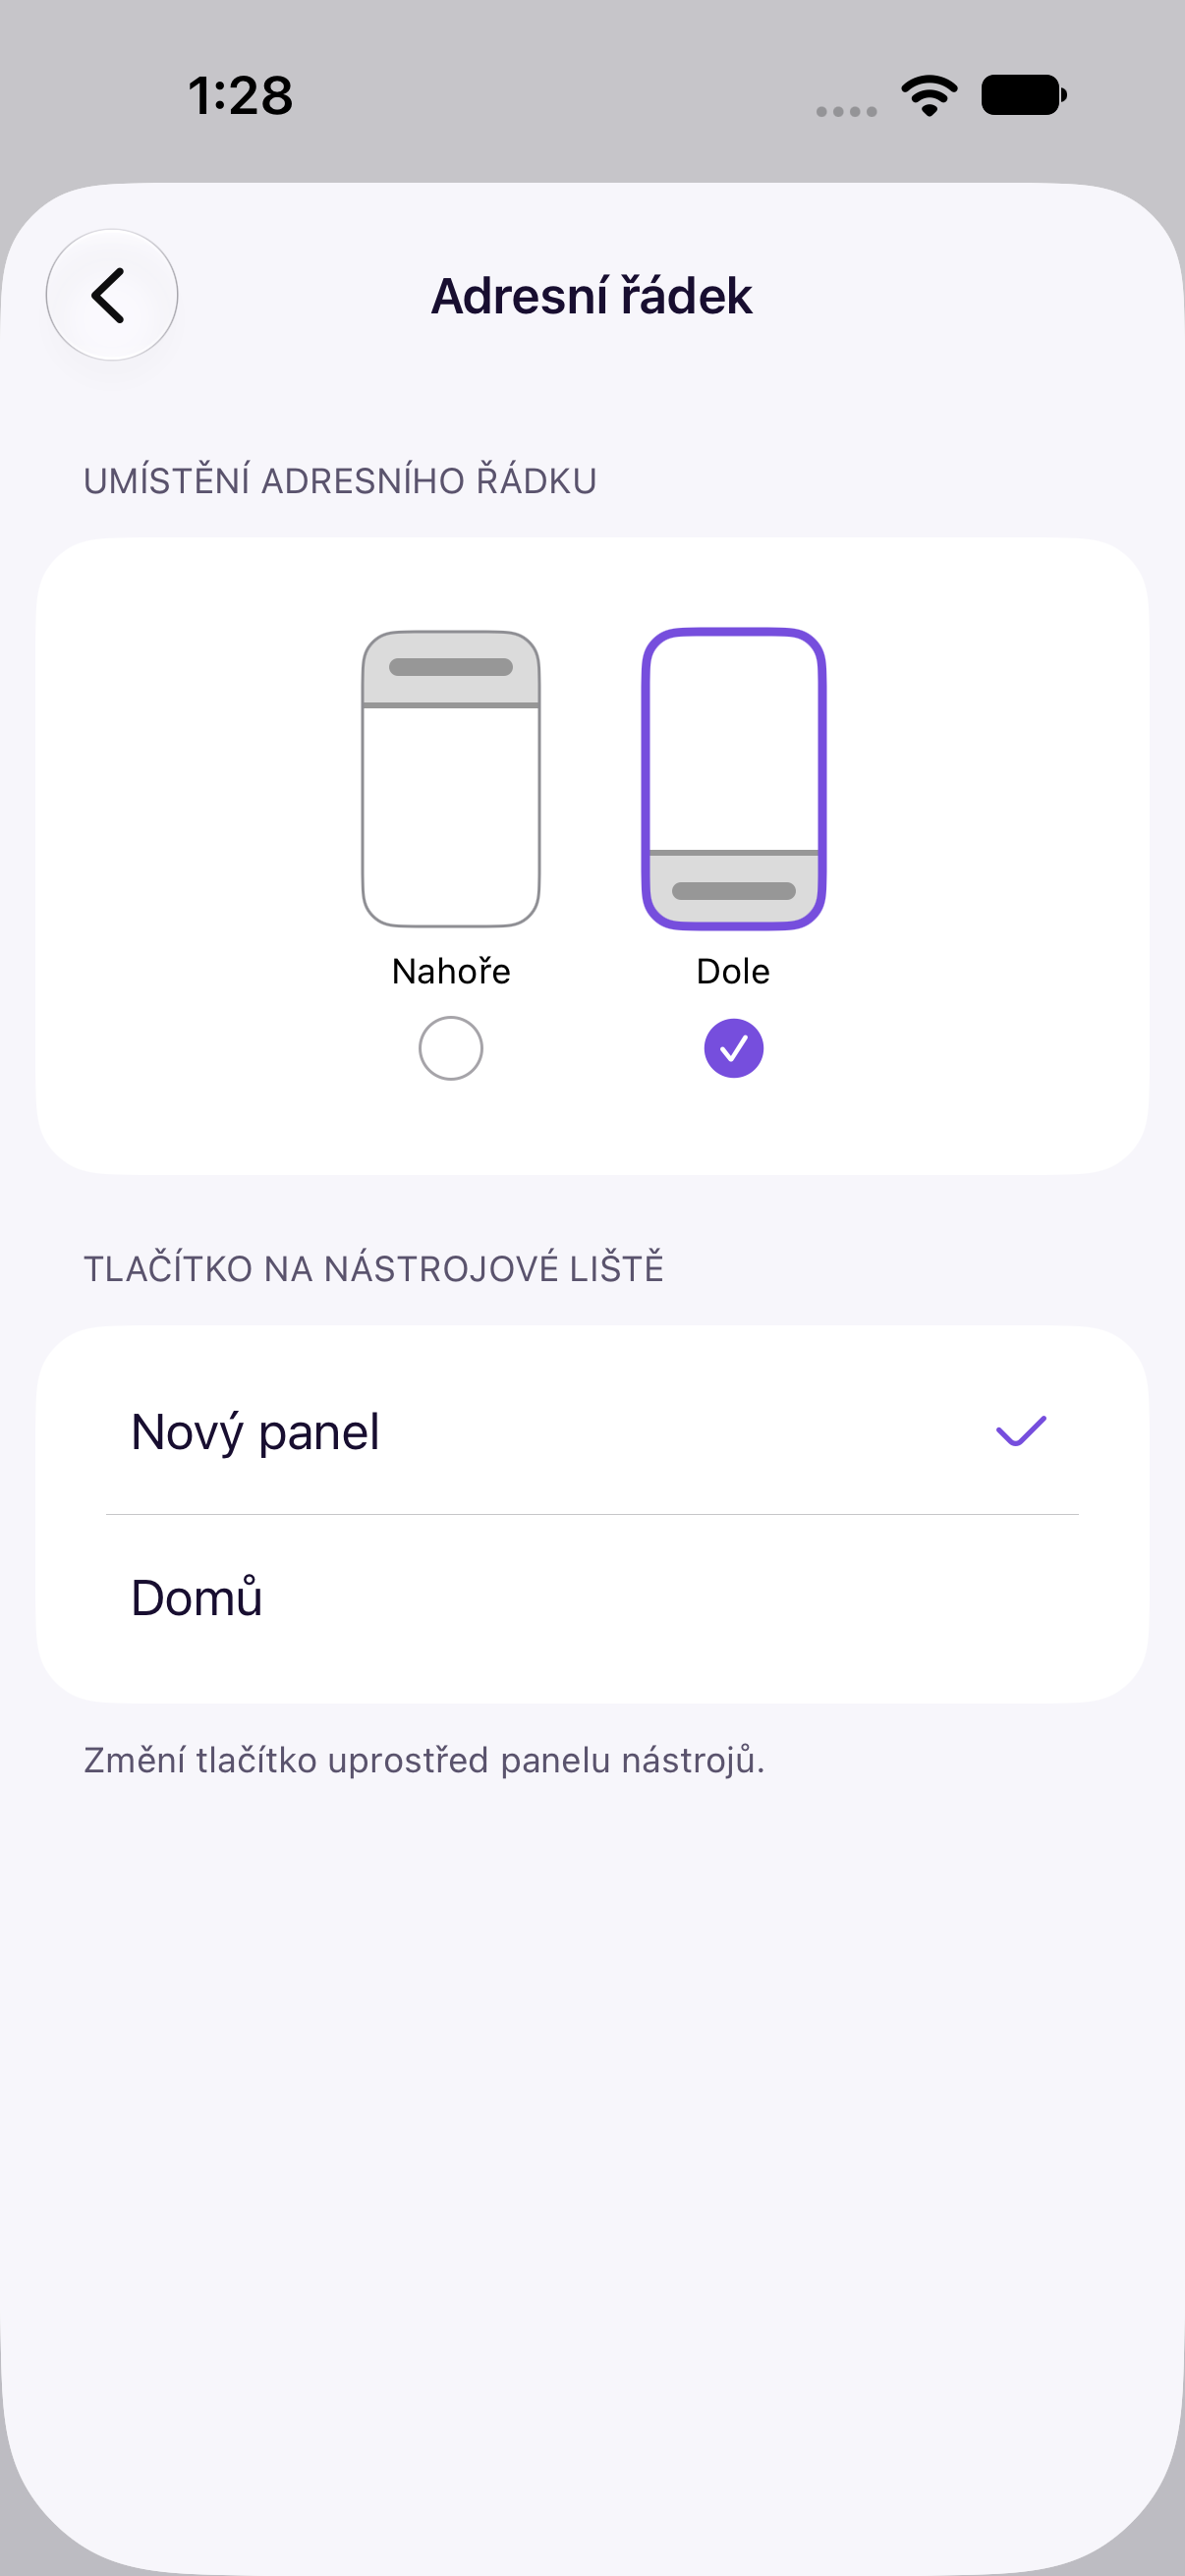 1:28
Adresní řádek
UMÍSTĚNÍ ADRESNÍHO ŘÁDKU
Nahoře
Dole
TLAČÍTKO NA NÁSTROJOVÉ LIŠTĚ
Nový panel
Domů
Změní tlačítko uprostřed panelu nástrojů.